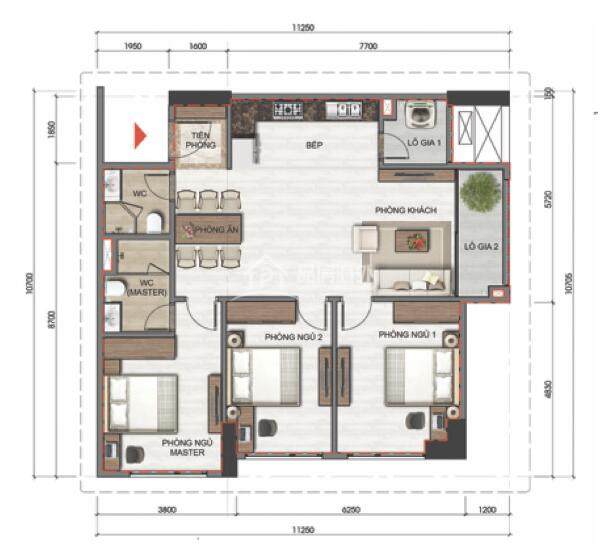 11250
1950
1600
7700
1850
8700
10700
150
5720
4830
10705
TIỀN
PHÒNG
BẾP
LÔ GIA 1
WC
PHÒNG KHÁCH
PHÒNG ĂN
LÔ GIA 2
WC
(MASTER)
PHÒNG NGỦ 2
PHÒNG NGỦ 1
PHÒNG NGỦ
MASTER
3800
6250
1200
11250